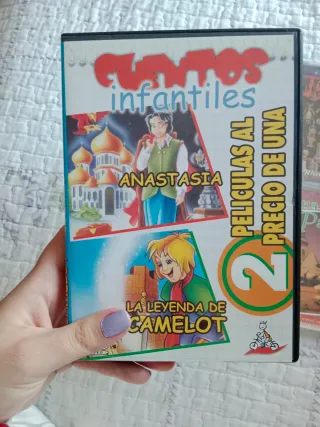 CUENTOS
infantiles
ANASTASIA
LA LEYENDA DE
CAMELOT
2
PELICULAS AL
PRECIO DE UNA